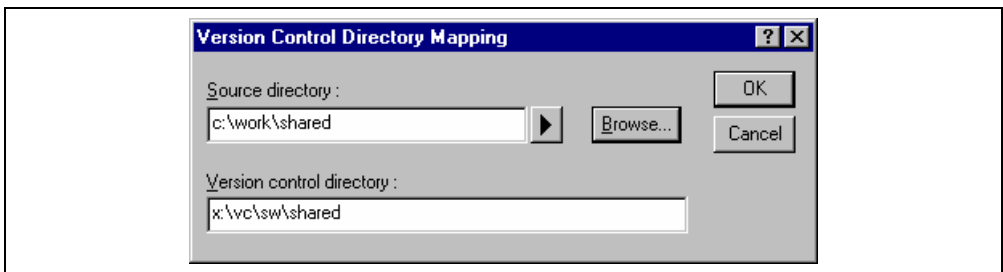 Version Control Directory Mapping
Source directory :
OK
c:\work\shared
Browse...
Cancel
Version control directory :
x:\vc\sw\shared